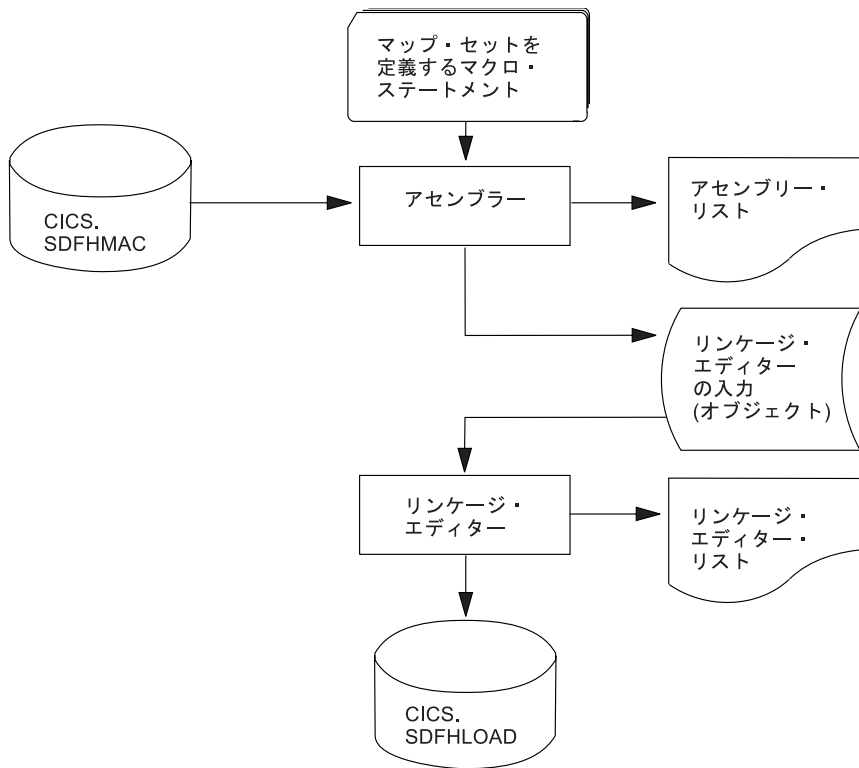 マップ・セットを
定義するマクロ・
ステートメント
アセンブラー
アセンブリー・
リスト
CICS.
SDFHMAC
リンケージ・
エディター
の入力
(オブジェクト)
リンケージ・
エディター
リンケージ・
エディター・
リスト
CICS.
SDFHLOAD